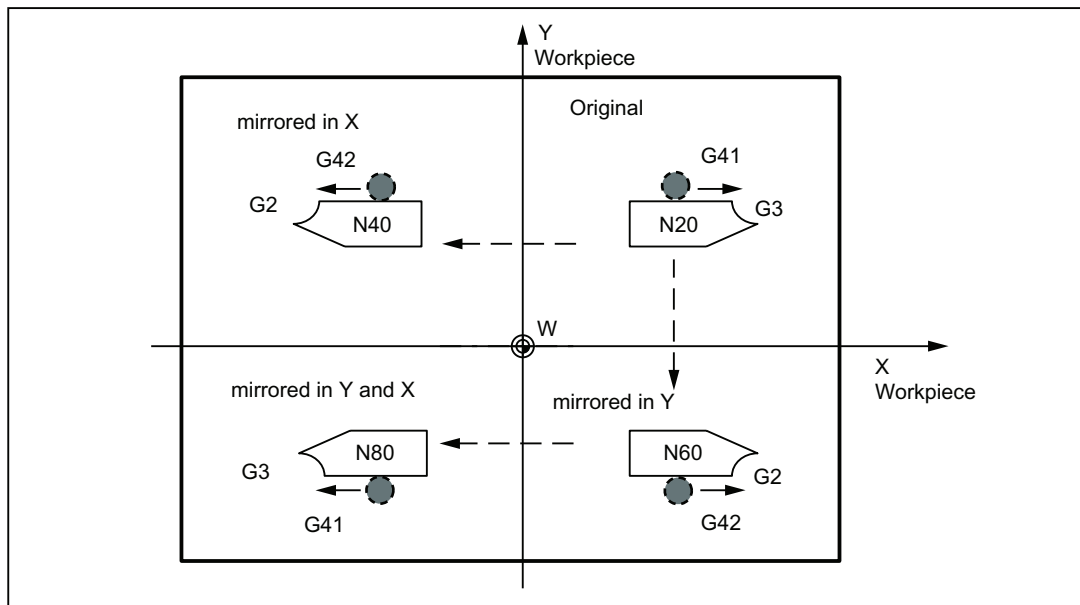 Y
Workpiece
Original
mirrored in X
G42
G41
G2
N40
N20
G3
W
X
Workpiece
mirrored in Y and X
mirrored in Y
N80
N60
G3
G2
G41
G42